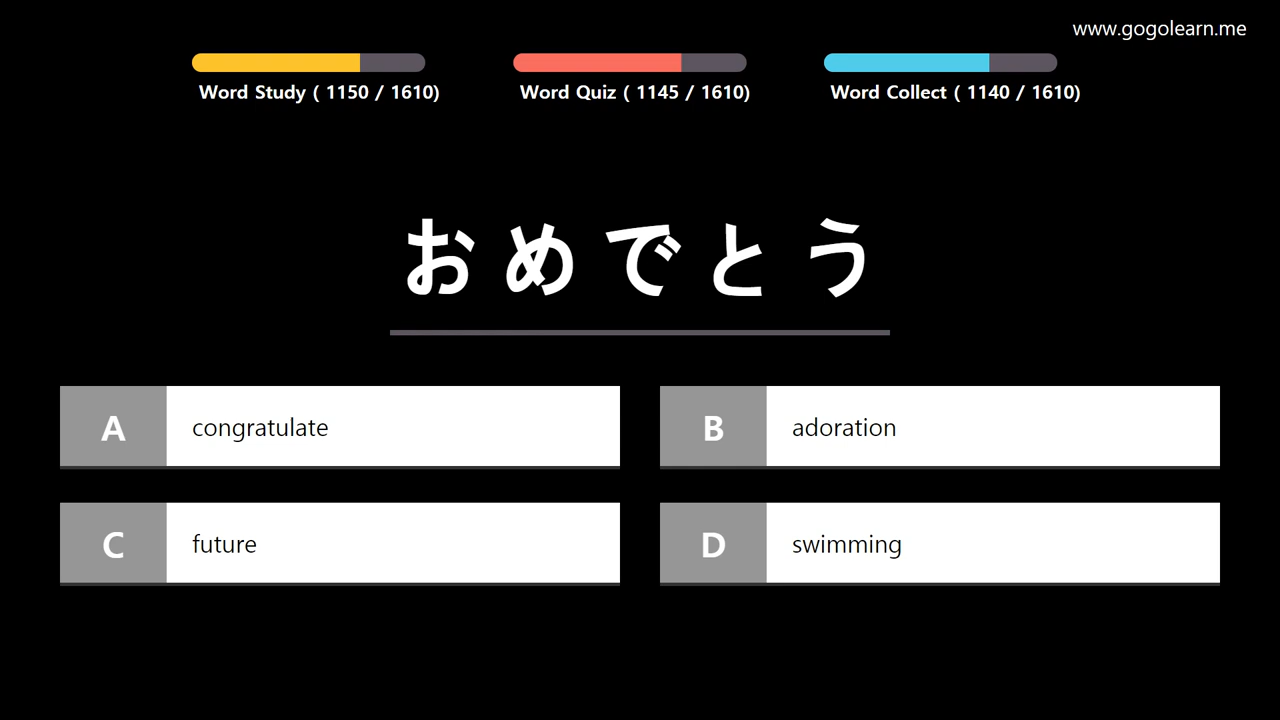 www.gogolearn.me
Word Study ( 1150 / 1610)
Word Quiz ( 1145 / 1610)
Word Collect ( 1140 / 1610)
おめでとう
A congratulate
B adoration
C future
D swimming